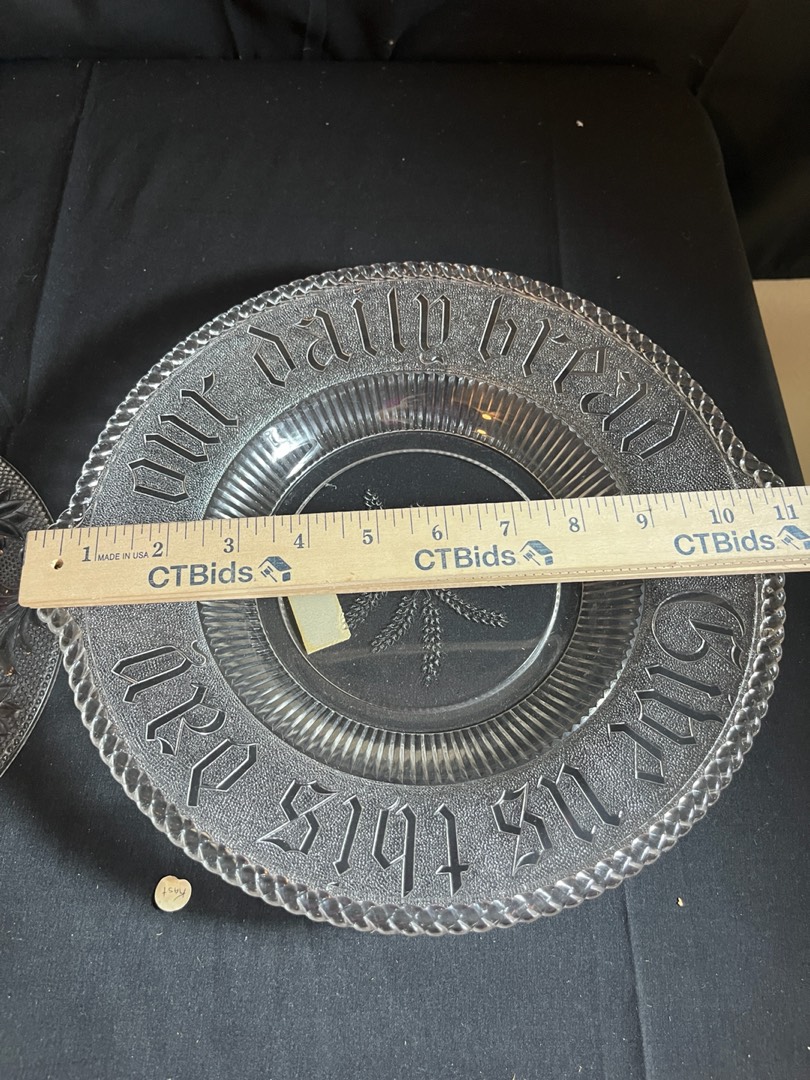 Give us this day
our daily bread
1 MADE IN USA 2 3 4 5 6 7 8 9 10 11
CTBids CTBids CTBids